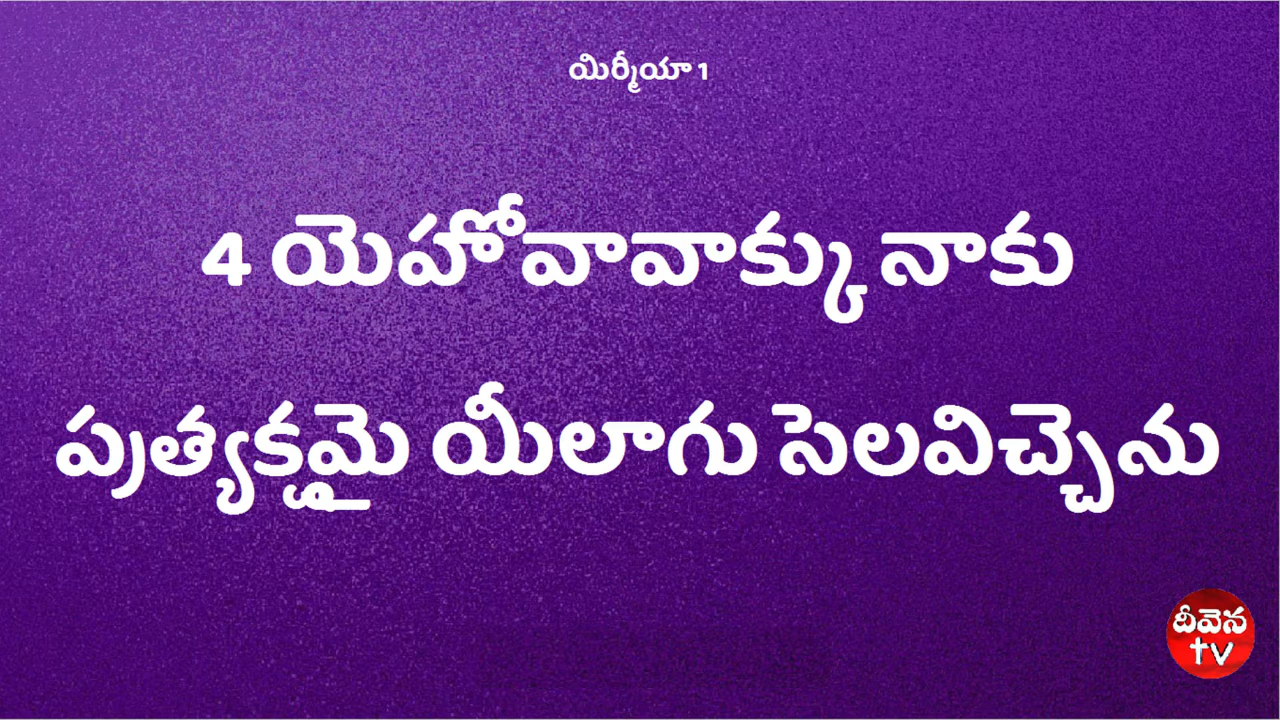 యిర్మీయా 1
4 యెహోవావాక్కు నాకు
ప్రత్యక్షమై యీలాగు సెలవిచ్చెను
దీవెన
tv